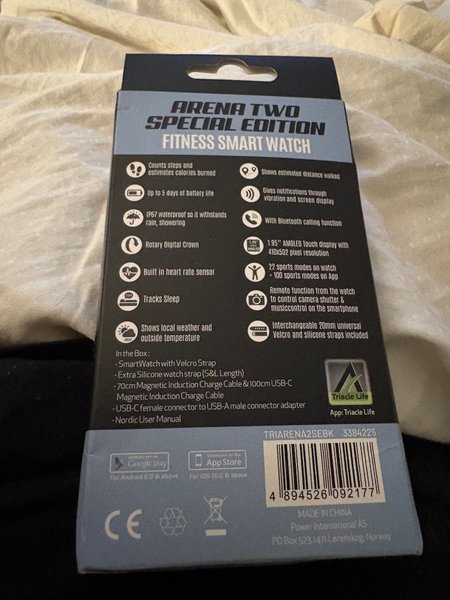 ARENA TWO
SPECIAL EDITION
FITNESS SMART WATCH
Counts steps and
estimates calories burned
Shows estimated distance walked
Up to 5 days of battery life
Gives notifications through
vibration and screen display
IP67 waterproof so it withstands
rain, showering
With Bluetooth calling function
Rotary Digital Crown
1.95" AMOLED Touch display with
416x502 pixel resolution
Built in heart rate sensor
22 sports modes on watch
+ 100 sports modes on App
Tracks Sleep
Remote function from the watch
to control camera shutter &
musiccontrol on the smartphone
Shows local weather and
outside temperature
Interchangeable 20mm universal
Velcro and silicone straps included
In the Box :
- SmartWatch with Velcro Strap
- Extra Silicone watch strap (S&L Length)
- 70cm Magnetic Induction Charge Cable & 100cm USB-C
Magnetic Induction Charge Cable
- USB-C female connector to USB-A male connector adapter
- Nordic User Manual
Triacle Life
App: Triacle Life
TRIARENA2SEBK 3384225
Google play
App Store
For Android 6.0 & above
For iOS 10.0 & above
4 894526 092177
CE
MADE IN CHINA
Power International AS
PO Box 523, 1471 Lørenskog, Norway